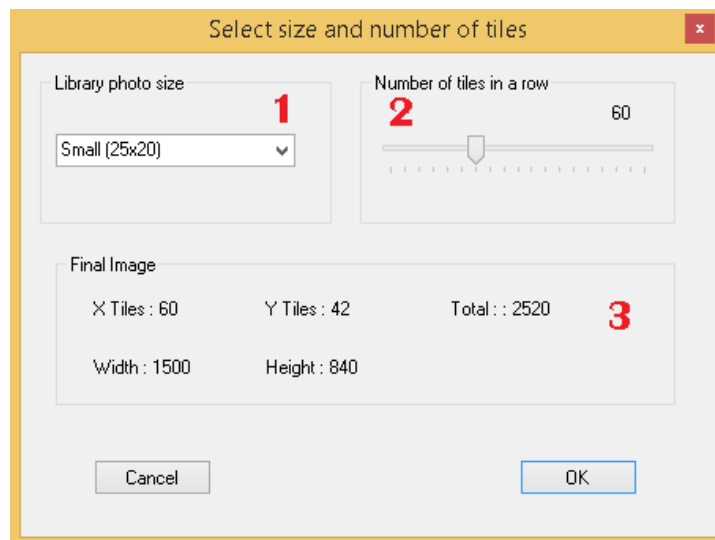 Select size and number of tiles
x
Library photo size
1
Small (25x20)
Number of tiles in a row
2
60
Final Image
X Tiles : 60 Y Tiles : 42 Total : : 2520
3
Width : 1500 Height : 840
Cancel OK